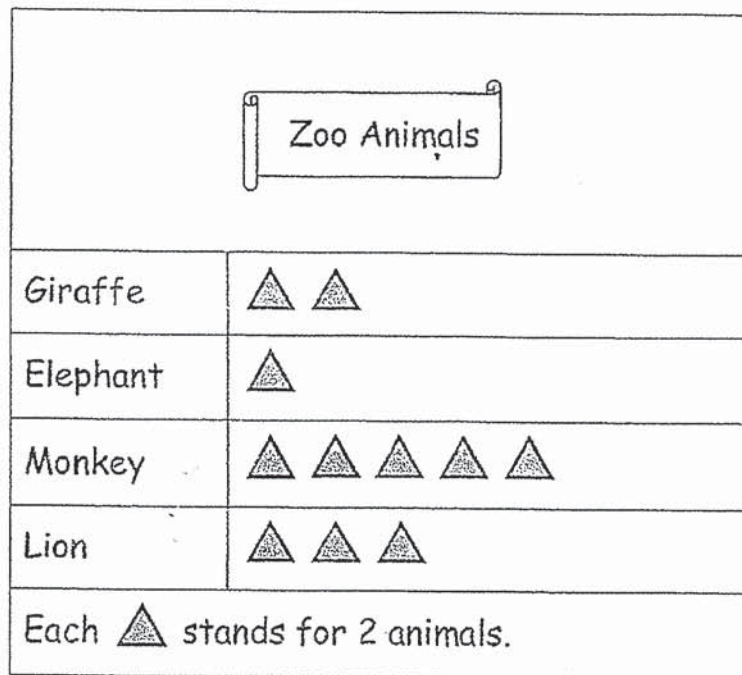 Zoo Animals
Giraffe
Elephant
Monkey
Lion
Each stands for 2 animals.